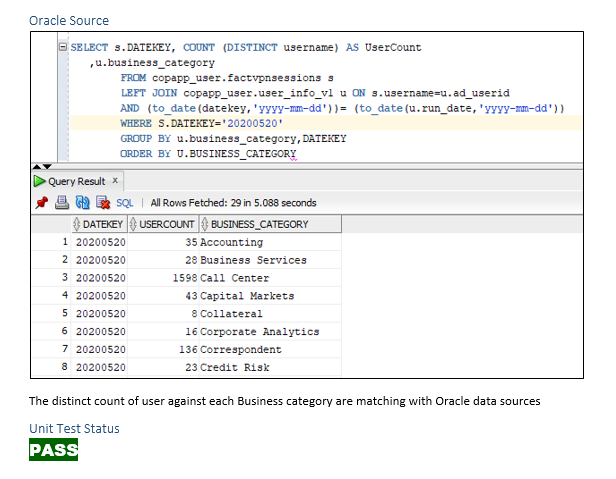 Oracle Source
SELECT s.DATEKEY, COUNT (DISTINCT username) AS UserCount
,u.business_category
FROM copapp_user.factvpnsessions s
LEFT JOIN copapp_user.user_info_v1 u ON s.username=u.ad_userid
AND (to_date(datekey,'yyyy-mm-dd'))= (to_date(u.run_date,'yyyy-mm-dd'))
WHERE S.DATEKEY='20200520'
GROUP BY u.business_category,DATEKEY
ORDER BY U.BUSINESS_CATEGORY
Query Result x
SQL | All Rows Fetched: 29 in 5.088 seconds
DATEKEY USERCOUNT BUSINESS_CATEGORY
1 20200520 35 Accounting
2 20200520 28 Business Services
3 20200520 1598 Call Center
4 20200520 43 Capital Markets
5 20200520 8 Collateral
6 20200520 16 Corporate Analytics
7 20200520 136 Correspondent
8 20200520 23 Credit Risk
The distinct count of user against each Business category are matching with Oracle data sources
Unit Test Status
PASS